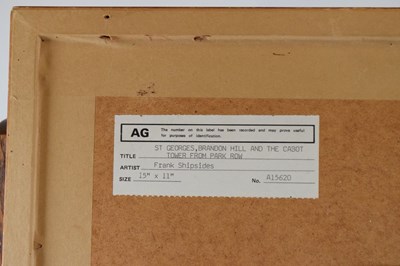 AG The number on this label has been recorded and may prove useful
for purposes of identification.
ST GEORGES,BRANDON HILL AND THE CABOT
TITLE TOWER FROM PARK ROW
ARTIST Frank Shipsides
SIZE 15" x 11" No. A15620